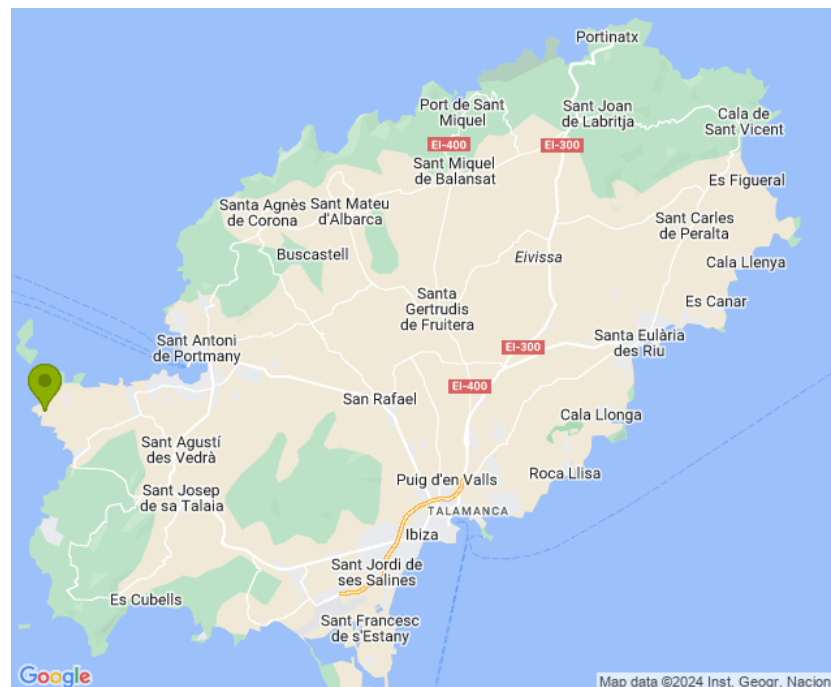 Portinatx
Port de Sant
Miquel
Sant Joan
de Labritja
Cala de
Sant Vicent
EI-400
EI-300
Sant Miquel
de Balansat
Es Figueral
Santa Agnès
de Corona
Sant Mateu
d'Albarca
Sant Carles
de Peralta
Buscastell
Eivissa
Cala Llenya
Santa
Gertrudis
de Fruitera
Es Canar
Sant Antoni
de Portmany
Santa Eulària
des Riu
EI-300
EI-400
San Rafael
Cala Llonga
Sant Agustí
des Vedrà
Puig d'en Valls
Roca Llisa
Sant Josep
de sa Talaia
TALAMANCA
Ibiza
Sant Jordi de
ses Salines
Es Cubells
Sant Francesc
de s'Estany
Google
Map data ©2024 Inst. Geogr. Nacion